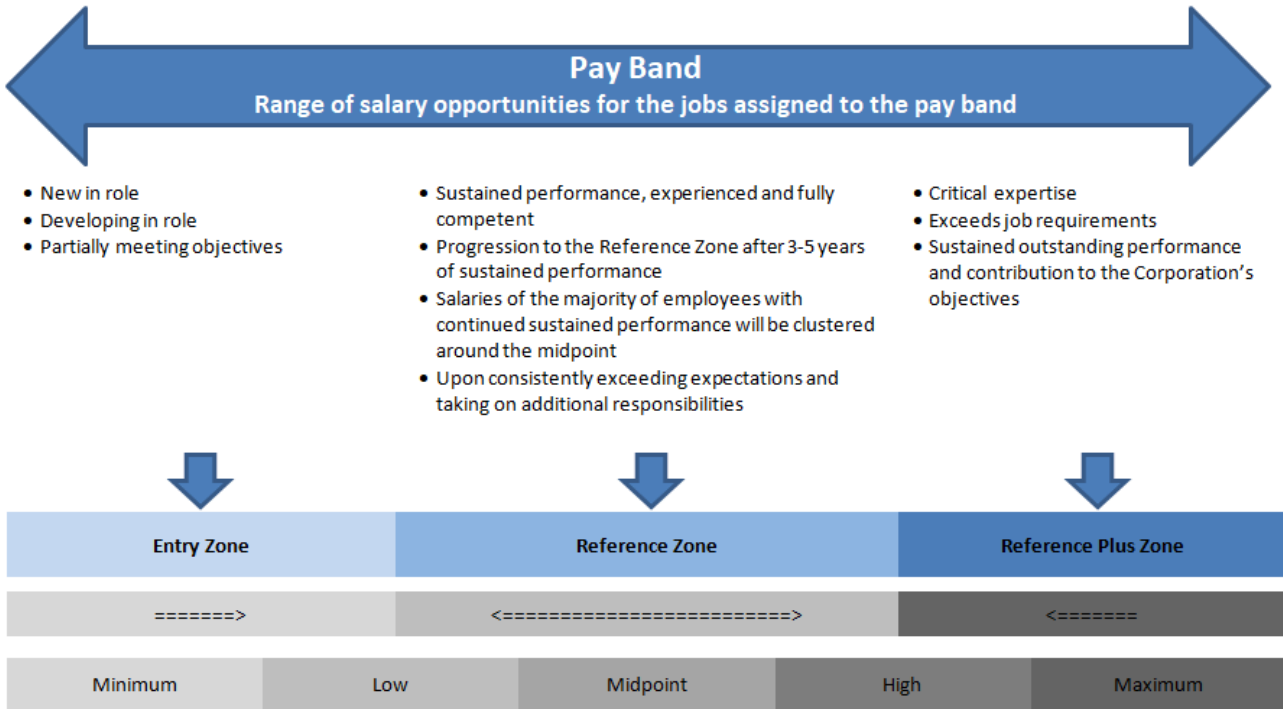 Pay Band
Range of salary opportunities for the jobs assigned to the pay band
• New in role
• Developing in role
• Partially meeting objectives
• Sustained performance, experienced and fully
competent
• Progression to the Reference Zone after 3-5 years
of sustained performance
• Salaries of the majority of employees with
continued sustained performance will be clustered
around the midpoint
• Upon consistently exceeding expectations and
taking on additional responsibilities
• Critical expertise
• Exceeds job requirements
• Sustained outstanding performance
and contribution to the Corporation's
objectives
Entry Zone
Reference Zone
Reference Plus Zone
=======>
<=========================>
<=======
Minimum
Low
Midpoint
High
Maximum